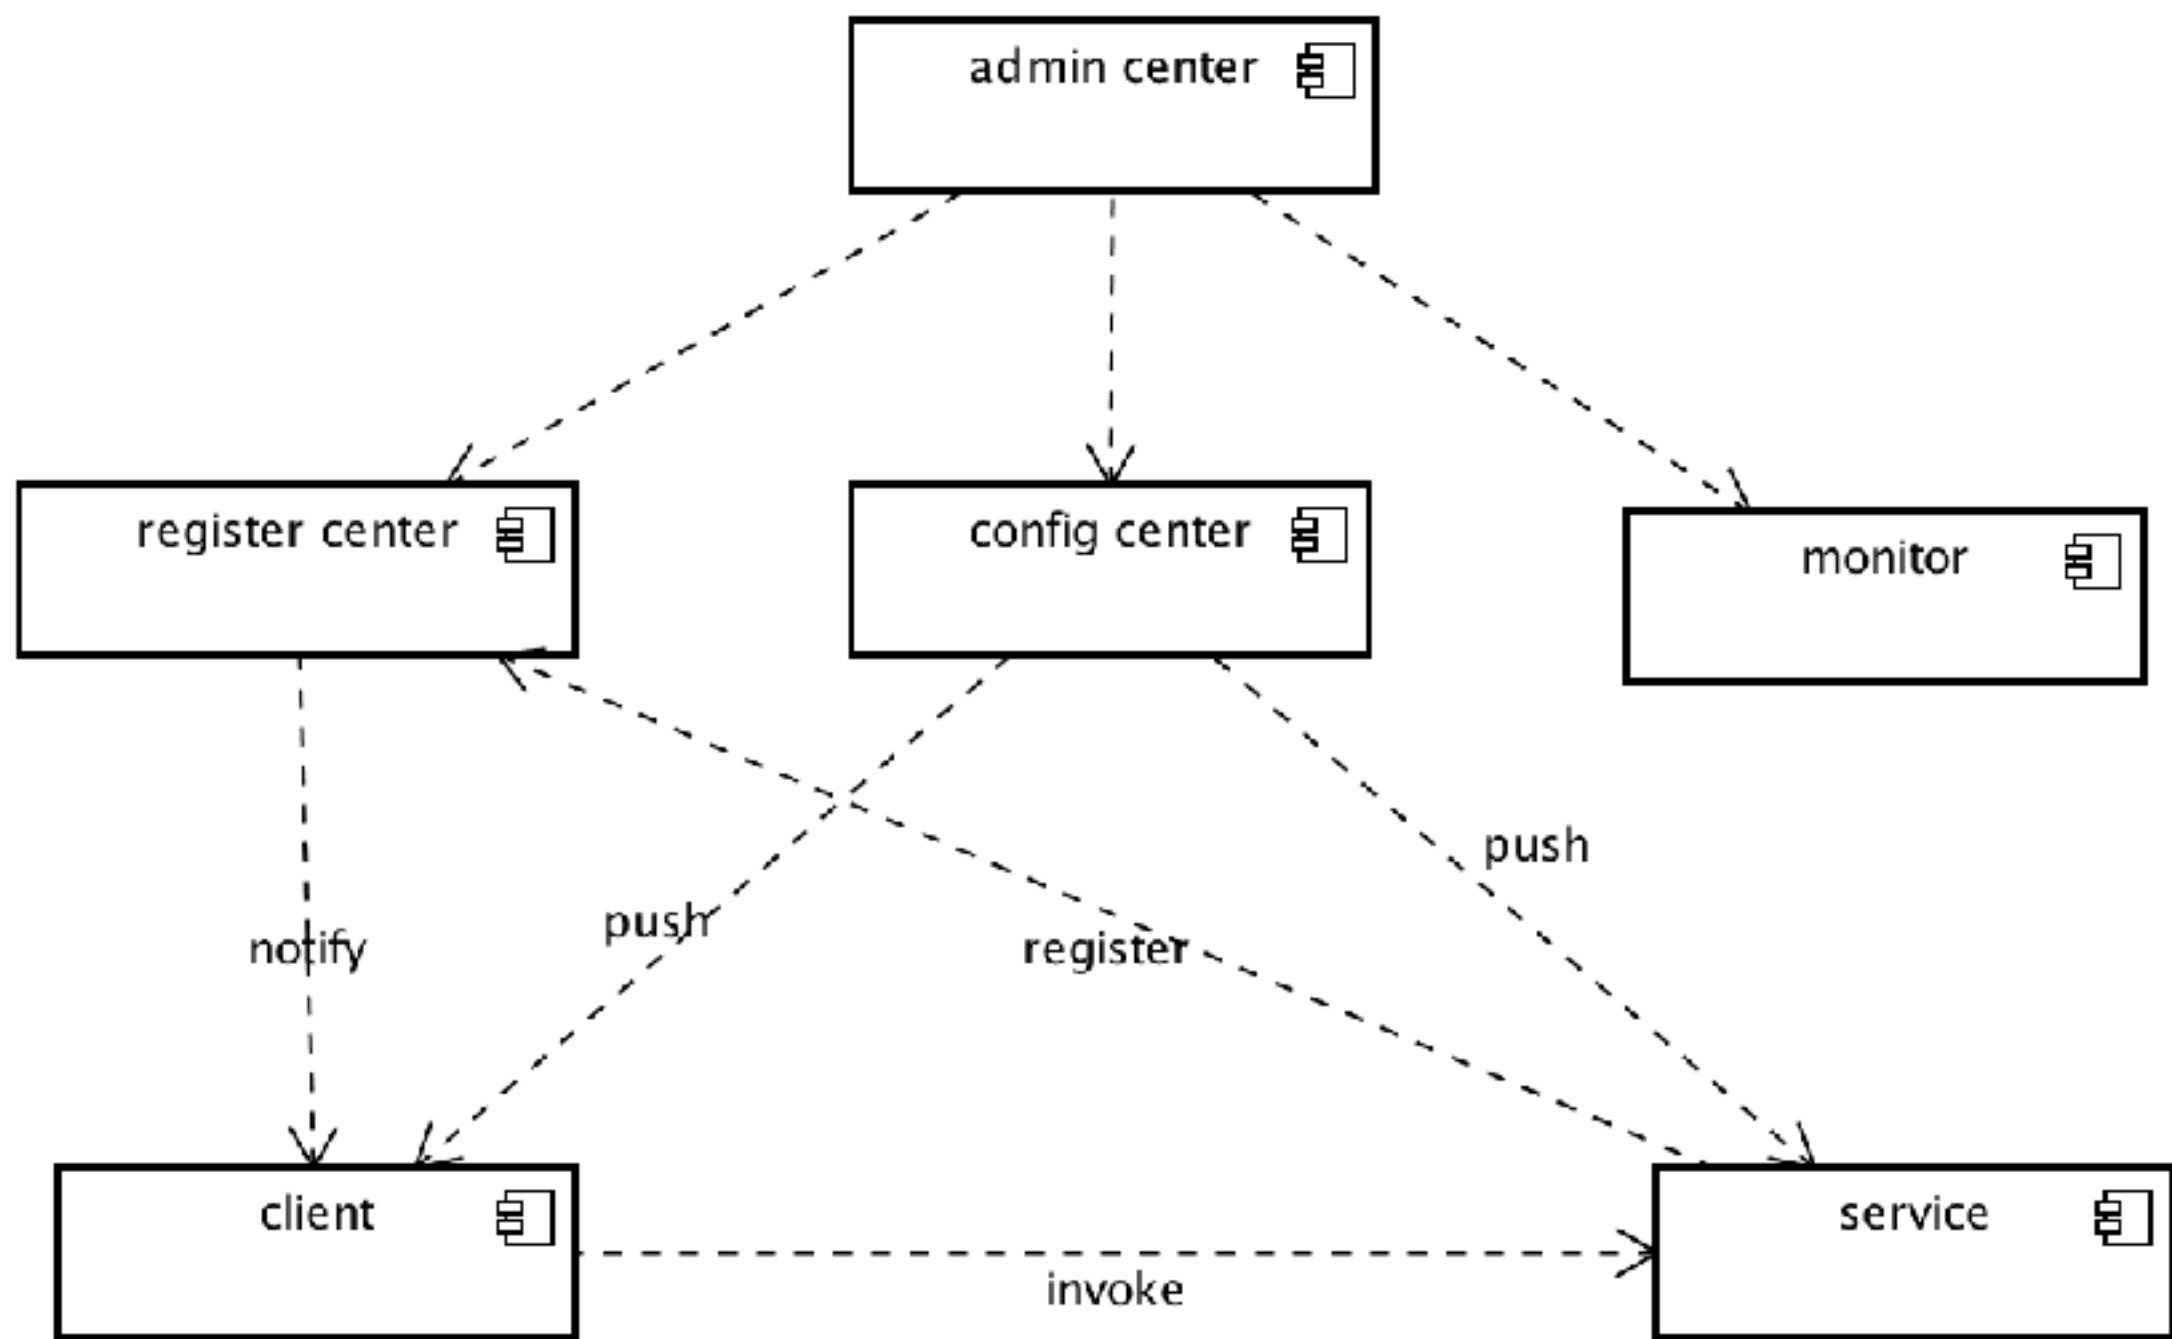 admin center
register center
config center
monitor
push
push
notify
register
client
service
invoke